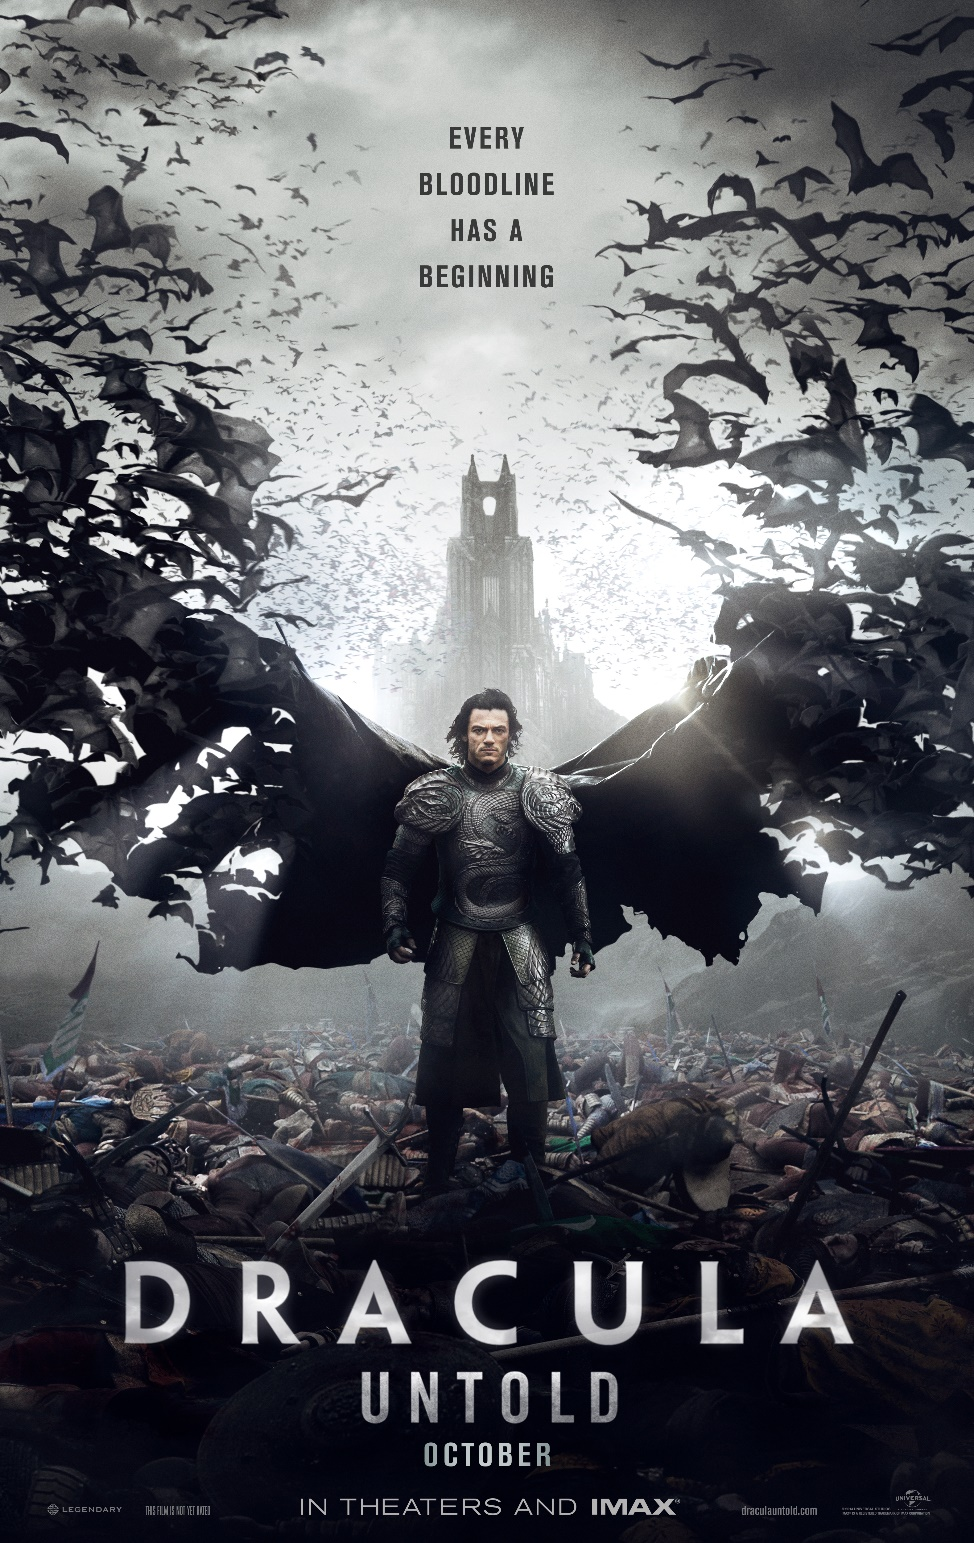 EVERY
BLOODLINE
HAS A
BEGINNING
DRACULA
UNTOLD
OCTOBER
IN THEATERS AND IMAX
LEGENDARY
THIS FILM IS NOT YET RATED
draculauntold.com
UNIVERSAL